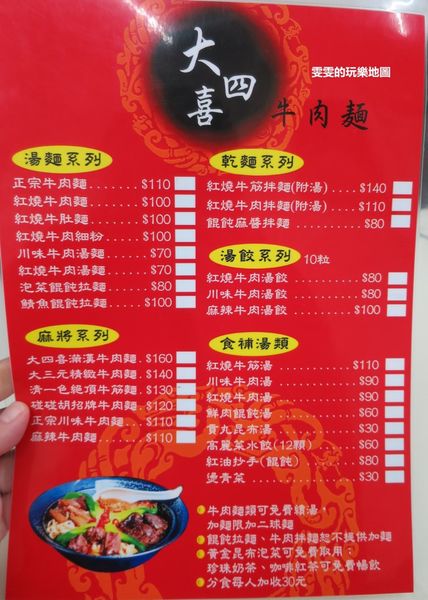 大四喜
牛肉麵
雯雯的玩樂地圖
湯麵系列
正宗牛肉麵.......$110
紅燒牛肉麵.......$100
紅燒牛肚麵.......$100
紅燒牛肉細粉.....$100
川味牛肉湯麵.....$70
紅燒牛肉湯麵.....$70
泡菜餛飩拉麵.....$80
鯖魚餛飩拉麵.....$100
麻將系列
大四喜滿漢牛肉麵.$160
大三元精緻牛肉麵.$140
清一色絕頂牛筋麵.$130
碰碰胡招牌牛肉麵.$120
正宗川味牛肉麵...$110
麻辣牛肉麵.......$110
乾麵系列
紅燒牛筋拌麵(附湯)....$140
紅燒牛肉拌麵(附湯)....$110
餛飩麻醬拌麵..........$80
湯餃系列 10粒
紅燒牛肉湯餃.........$80
川味牛肉湯餃.........$80
麻辣牛肉湯餃.........$100
食補湯類
紅燒牛筋湯...........$110
川味牛肉湯...........$90
紅燒牛肉湯...........$90
鮮肉餛飩湯...........$60
貢丸昆布湯...........$30
高麗菜水餃(12顆).....$60
紅油抄手(餛飩).......$80
燙青菜...............$30
●牛肉麵類可免費續湯，
加麵限加二球麵
●餛飩拉麵、牛肉拌麵恕不提供加麵
●黃金昆布泡菜可免費取用；
珍珠奶茶、咖啡紅茶可免費暢飲
●分食每人加收30元